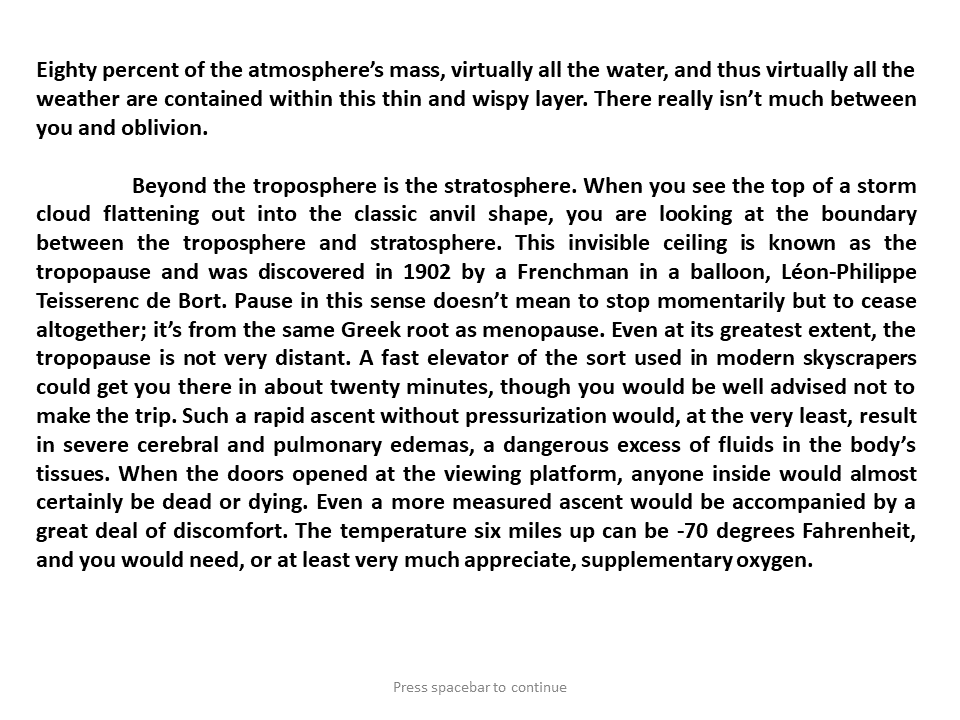 Eighty percent of the atmosphere’s mass, virtually all the water, and thus virtually all the
weather are contained within this thin and wispy layer. There really isn’t much between
you and oblivion.
Beyond the troposphere is the stratosphere. When you see the top of a storm
cloud flattening out into the classic anvil shape, you are looking at the boundary
between the troposphere and stratosphere. This invisible ceiling is known as the
tropopause and was discovered in 1902 by a Frenchman in a balloon, Léon-Philippe
Teisserenc de Bort. Pause in this sense doesn’t mean to stop momentarily but to cease
altogether; it’s from the same Greek root as menopause. Even at its greatest extent, the
tropopause is not very distant. A fast elevator of the sort used in modern skyscrapers
could get you there in about twenty minutes, though you would be well advised not to
make the trip. Such a rapid ascent without pressurization would, at the very least, result
in severe cerebral and pulmonary edemas, a dangerous excess of fluids in the body’s
tissues. When the doors opened at the viewing platform, anyone inside would almost
certainly be dead or dying. Even a more measured ascent would be accompanied by a
great deal of discomfort. The temperature six miles up can be -70 degrees Fahrenheit,
and you would need, or at least very much appreciate, supplementary oxygen.
Press spacebar to continue